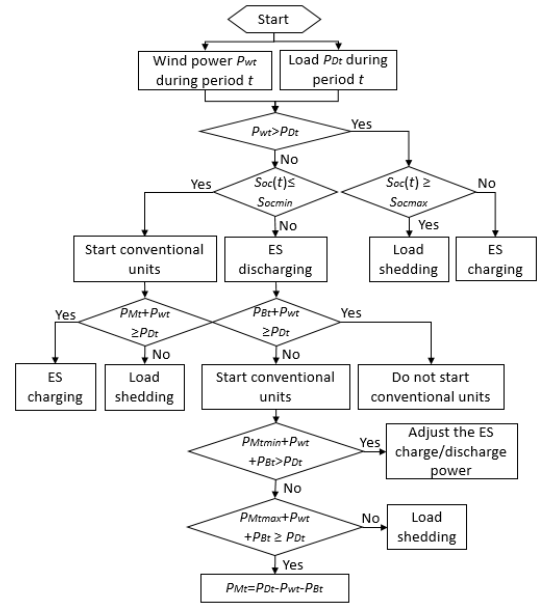 Start
Wind power Pwt
during period t
Load PDt during
period t
Pwt>PDt
Yes
No
Soc(t)≤
Socmin
Yes
No
Soc(t) ≥
Socmax
No
Yes
Start conventional
units
ES
discharging
Load
shedding
ES
charging
PMt+Pwt
≥PDt
Yes
No
PBt+Pwt
≥PDt
Yes
No
ES
charging
Load
shedding
Start conventional
units
Do not start
conventional units
PMtmin+Pwt
+PBt>PDt
Yes
No
Adjust the ES
charge/discharge
power
PMtmax+Pwt
+PBt ≥ PDt
No
Yes
Load
shedding
PMt=PDt-Pwt-PBt